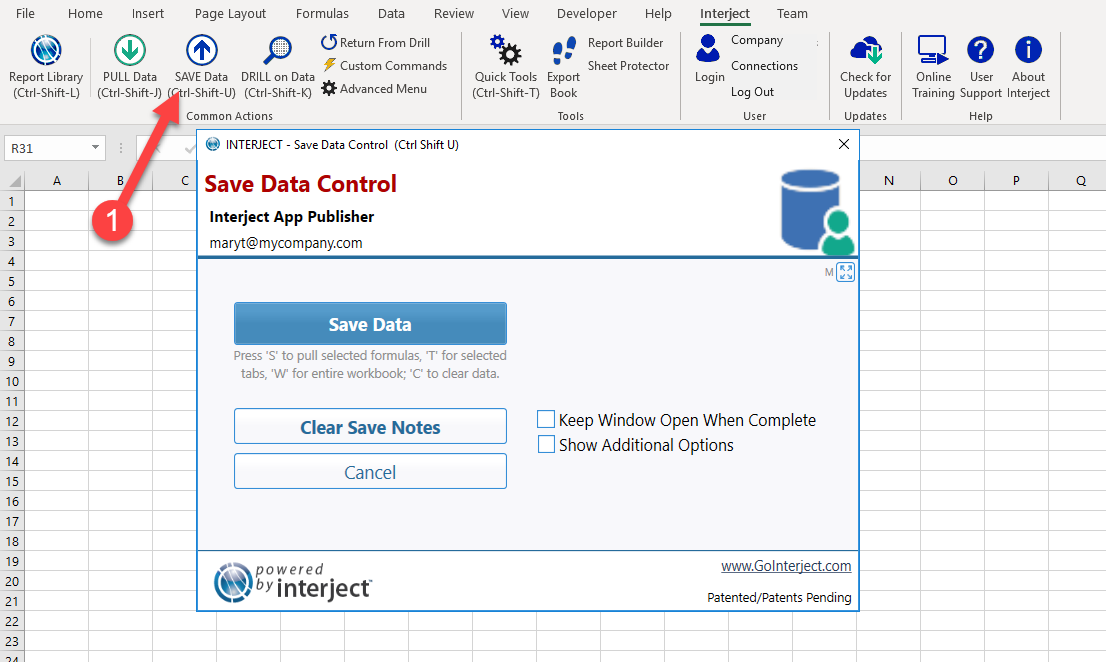 File Home Insert Page Layout Formulas Data Review View Developer Help Interject Team
Report Library
(Ctrl-Shift-L)
PULL Data
(Ctrl-Shift-J)
SAVE Data
(Ctrl-Shift-U)
DRILL on Data
(Ctrl-Shift-K)
Return From Drill
Custom Commands
Advanced Menu
Common Actions
Quick Tools
(Ctrl-Shift-T)
Export
Book
Report Builder
Sheet Protector
Tools
Login
Company
Connections
Log Out
User
Check for
Updates
Updates
Online
Training
User
Support
About
Interject
Help
1
R31
A B C N O P Q
INTERJECT - Save Data Control (Ctrl Shift U)
Save Data Control
Interject App Publisher
maryt@mycompany.com
M
Save Data
Press 'S' to pull selected formulas, 'T' for selected
tabs, 'W' for entire workbook; 'C' to clear data.
Clear Save Notes
Cancel
Keep Window Open When Complete
Show Additional Options
powered
by interject™
www.GoInterject.com
Patented/Patents Pending
1
2
3
4
5
6
7
8
9
10
11
12
13
14
15
16
17
18
19
20
21
22
23
24